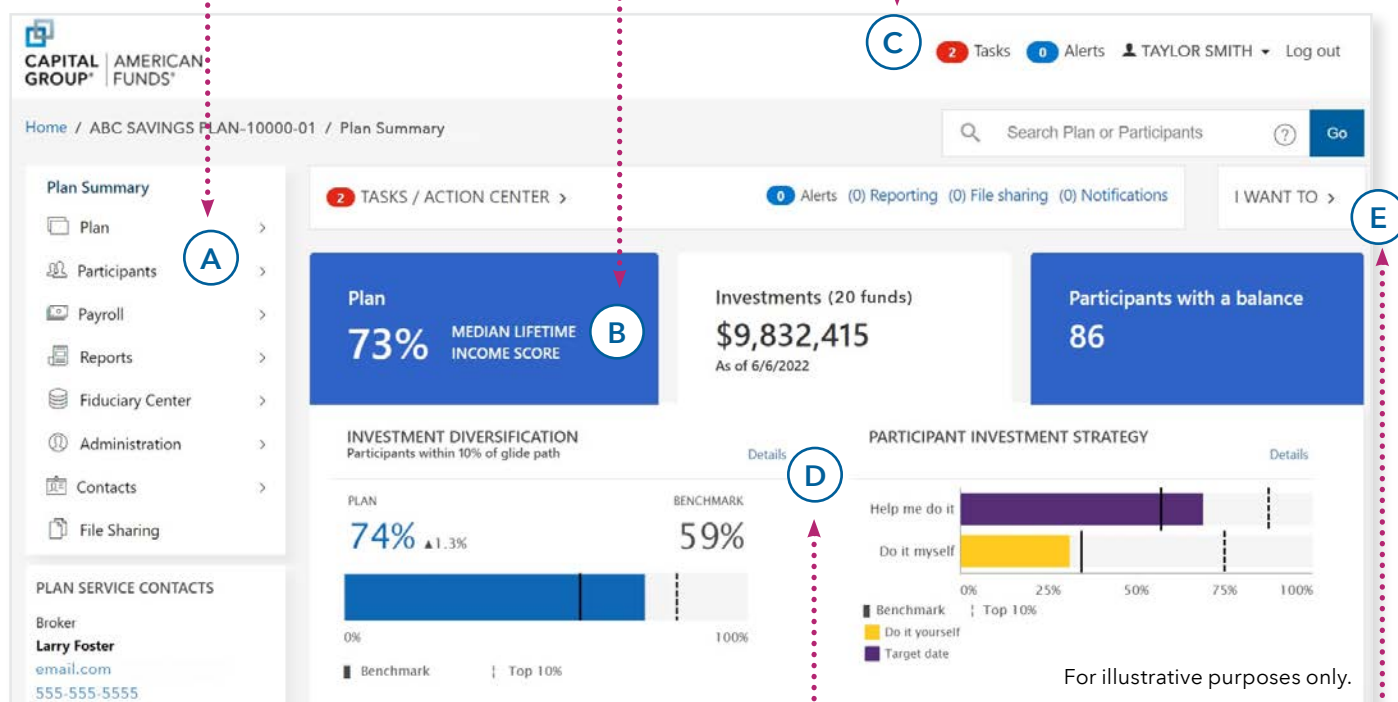 CAPITAL GROUP® | AMERICAN FUNDS®
C
2 Tasks 0 Alerts TAYLOR SMITH Log out
Home / ABC SAVINGS PLAN-10000-01 / Plan Summary
Search Plan or Participants ? Go
Plan Summary
Plan
Participants
Payroll
Reports
Fiduciary Center
Administration
Contacts
File Sharing
A
PLAN SERVICE CONTACTS
Broker
Larry Foster
email.com
555-555-5555
2 TASKS / ACTION CENTER >
0 Alerts (0) Reporting (0) File sharing (0) Notifications
I WANT TO >
E
Plan
73% MEDIAN LIFETIME INCOME SCORE
B
Investments (20 funds)
$9,832,415
As of 6/6/2022
Participants with a balance
86
INVESTMENT DIVERSIFICATION
Participants within 10% of glide path
Details
PLAN
74% ▲1.3%
BENCHMARK
59%
0% 100%
Benchmark ¦ Top 10%
D
PARTICIPANT INVESTMENT STRATEGY
Details
Help me do it
Do it myself
0% 25% 50% 75% 100%
Benchmark ¦ Top 10%
Do it yourself
Target date
For illustrative purposes only.